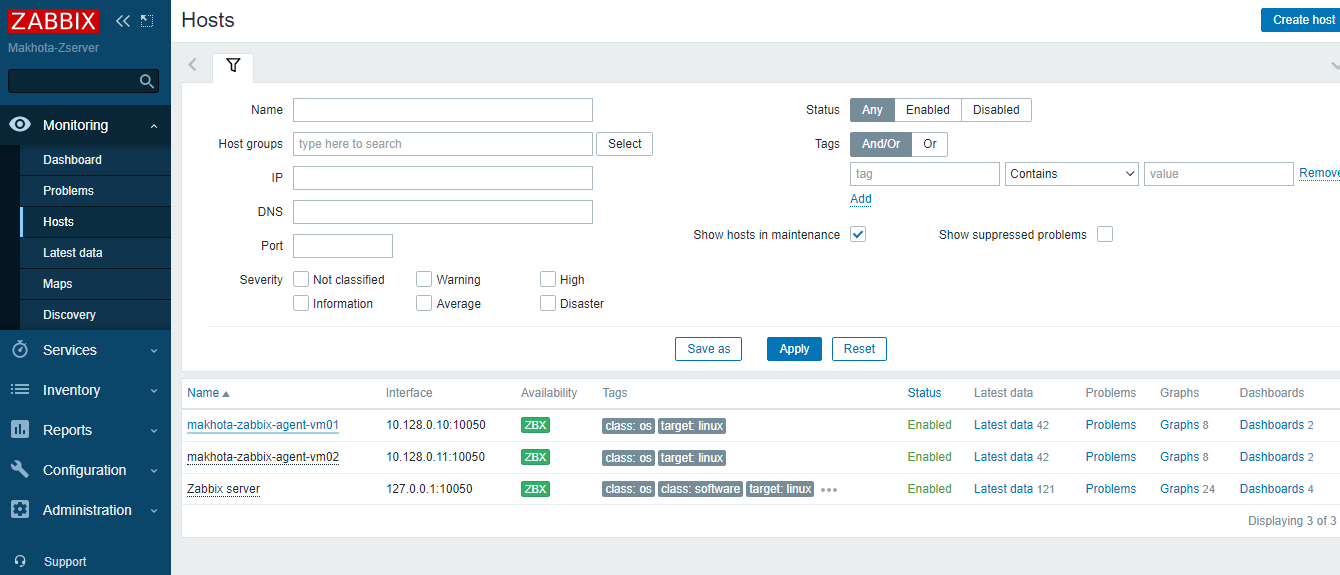 ZABBIX
Makhota-Zserver
Monitoring
Dashboard
Problems
Hosts
Latest data
Maps
Discovery
Services
Inventory
Reports
Configuration
Administration
Support
Hosts
Create host
Name
Host groups type here to search Select
IP
DNS
Port
Severity Not classified Warning High
Information Average Disaster
Status Any Enabled Disabled
Tags And/Or Or
tag Contains value Remove
Add
Show hosts in maintenance Show suppressed problems
Save as Apply Reset
Name Interface Availability Tags Status Latest data Problems Graphs Dashboards
makhota-zabbix-agent-vm01 10.128.0.10:10050 ZBX class: os target: linux Enabled Latest data 42 Problems Graphs 8 Dashboards 2
makhota-zabbix-agent-vm02 10.128.0.11:10050 ZBX class: os target: linux Enabled Latest data 42 Problems Graphs 8 Dashboards 2
Zabbix server 127.0.0.1:10050 ZBX class: os class: software target: linux ••• Enabled Latest data 121 Problems Graphs 24 Dashboards 4
Displaying 3 of 3